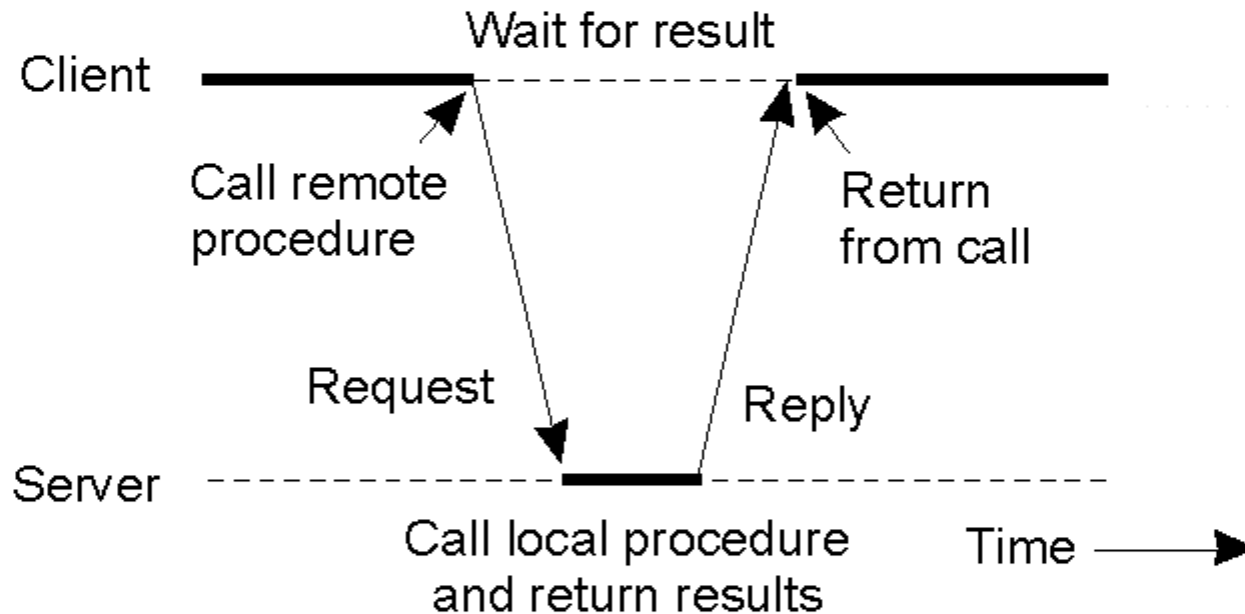 Wait for result
Client
Call remote
procedure
Return
from call
Request
Reply
Server
Call local procedure
and return results
Time